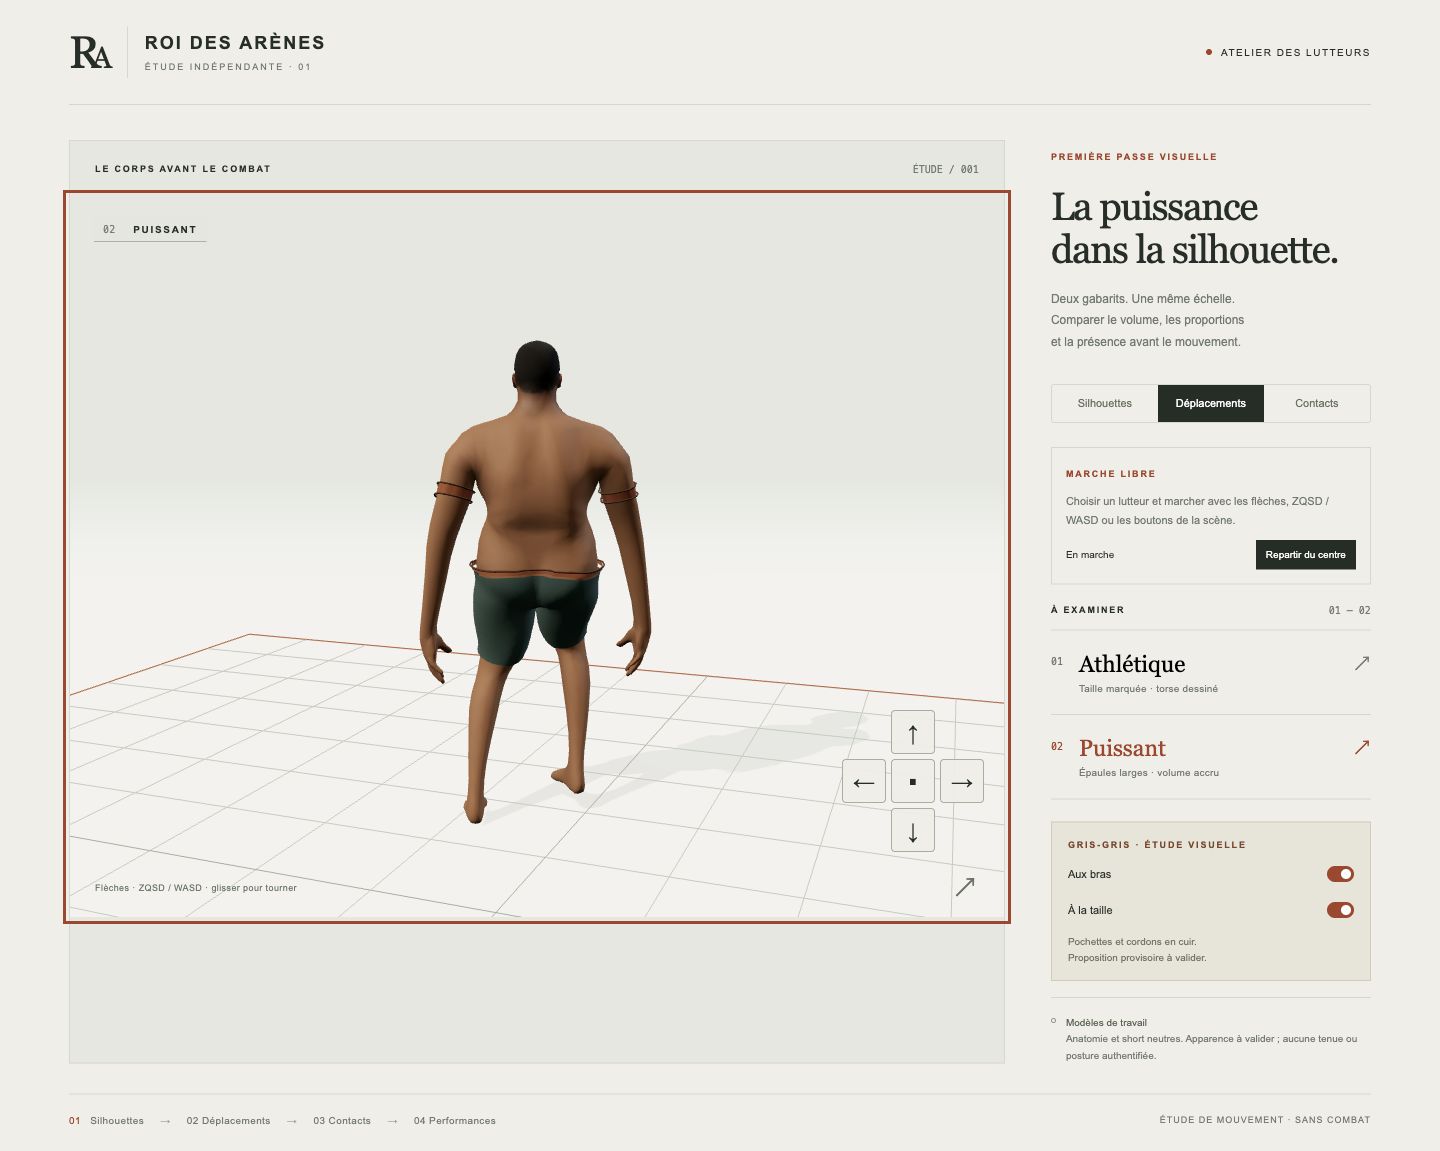 RA
ROI DES ARÈNES
ÉTUDE INDÉPENDANTE · 01
ATELIER DES LUTTEURS
LE CORPS AVANT LE COMBAT
ÉTUDE / 001
02 PUISSANT
↑
← ▪ →
↓
Flèches · ZQSD / WASD · glisser pour tourner
↗
PREMIÈRE PASSE VISUELLE
La puissance
dans la silhouette.
Deux gabarits. Une même échelle.
Comparer le volume, les proportions
et la présence avant le mouvement.
Silhouettes Déplacements Contacts
MARCHE LIBRE
Choisir un lutteur et marcher avec les flèches, ZQSD /
WASD ou les boutons de la scène.
En marche Repartir du centre
À EXAMINER 01 — 02
01 Athlétique ↗
Taille marquée · torse dessiné
02 Puissant ↗
Épaules larges · volume accru
GRIS-GRIS · ÉTUDE VISUELLE
Aux bras
À la taille
Pochettes et cordons en cuir.
Proposition provisoire à valider.
Modèles de travail
Anatomie et short neutres. Apparence à valider ; aucune tenue ou
posture authentifiée.
01 Silhouettes → 02 Déplacements → 03 Contacts → 04 Performances
ÉTUDE DE MOUVEMENT · SANS COMBAT